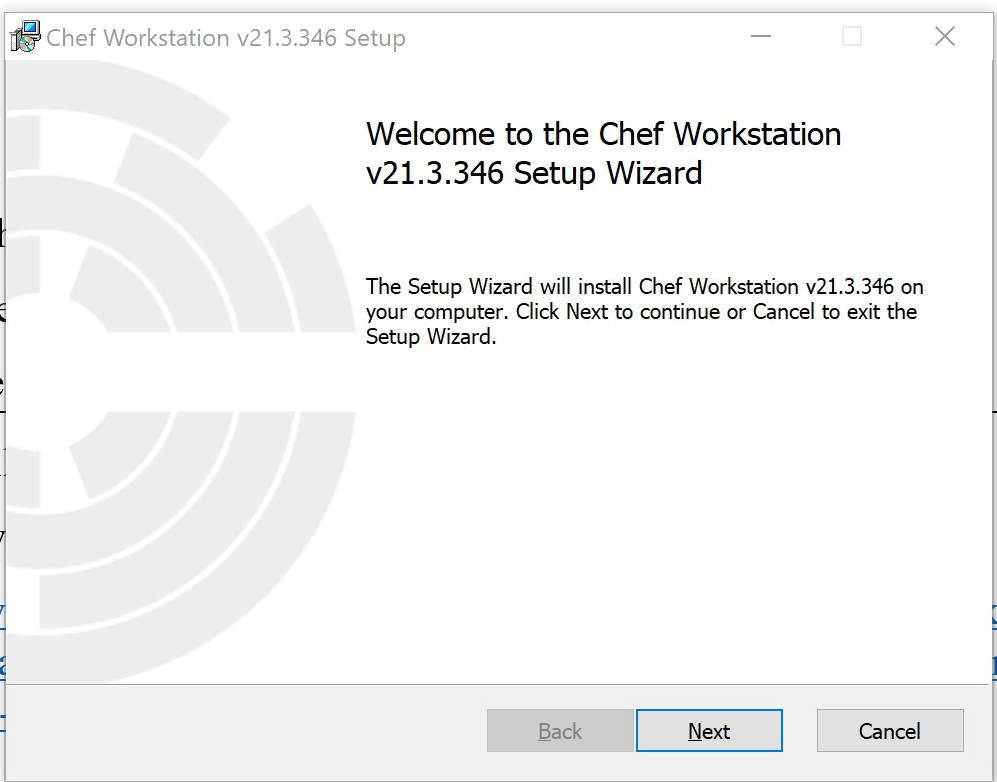 Chef Workstation v21.3.346 Setup
Welcome to the Chef Workstation
v21.3.346 Setup Wizard
The Setup Wizard will install Chef Workstation v21.3.346 on
your computer. Click Next to continue or Cancel to exit the
Setup Wizard.
Back
Next
Cancel